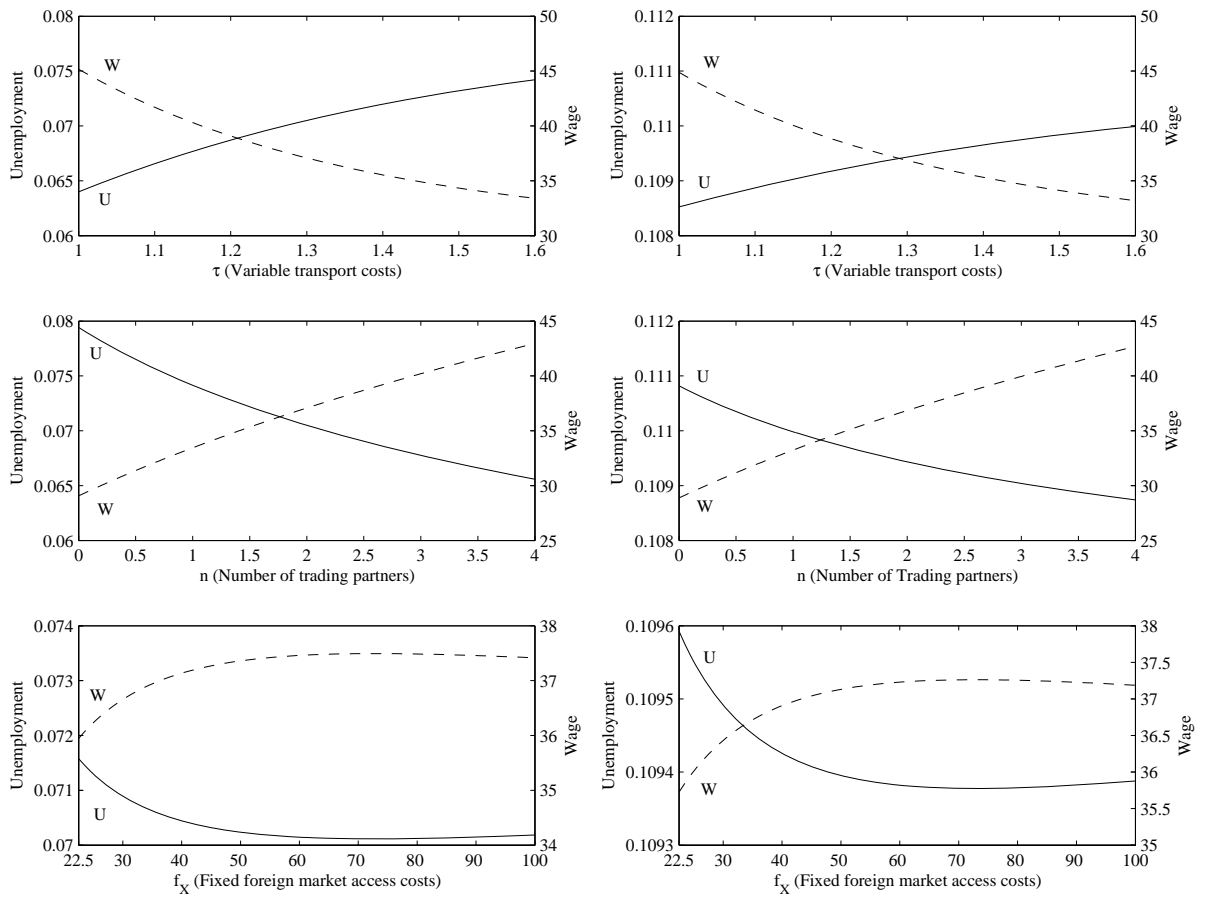 0.08 50 0.112 50
W W
0.075 45 0.111 45
Unemployment 0.07 40 Wage Unemployment 0.11 40 Wage
0.065 35 0.109 35
U U
0.06 30 0.108 30
1 1.1 1.2 1.3 1.4 1.5 1.6 1 1.1 1.2 1.3 1.4 1.5 1.6
τ (Variable transport costs) τ (Variable transport costs)
0.08 45 0.112 45
U U
0.075 40 0.111 40
Unemployment 0.07 35 Wage Unemployment 0.11 35 Wage
0.065 30 0.109 30
W W
0.06 25 0.108 25
0 0.5 1 1.5 2 2.5 3 3.5 4 0 0.5 1 1.5 2 2.5 3 3.5 4
n (Number of trading partners) n (Number of Trading partners)
0.074 38 0.1096 38
U
37.5
0.073 37 0.1095 37
W
Unemployment 0.072 36 Wage Unemployment 36.5 Wage
0.071 35 0.1094 36
U W
35.5
0.07 34 0.1093 35
22.5 30 40 50 60 70 80 90 100 22.5 30 40 50 60 70 80 90 100
f_X (Fixed foreign market access costs) f_X (Fixed foreign market access costs)